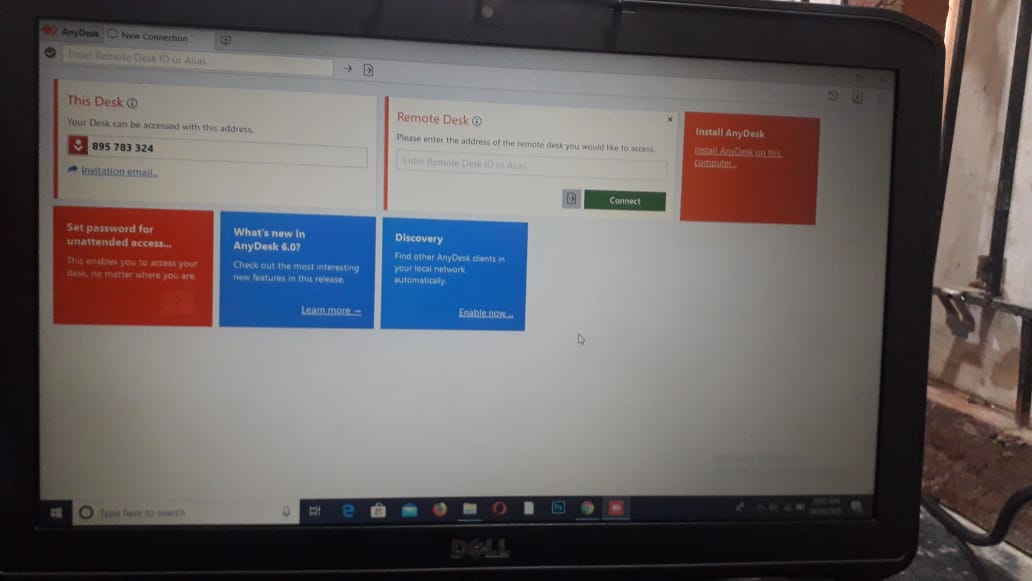 AnyDesk
New Connection
Enter Remote Desk ID or Alias
This Desk
Your Desk can be accessed with this address.
895 783 324
Invitation email...
Remote Desk
Please enter the address of the remote desk you would like to access.
Enter Remote Desk ID or Alias
Connect
Install AnyDesk
Install AnyDesk on this
computer...
Set password for
unattended access...
This enables you to access your
desk, no matter where you are.
What's new in
AnyDesk 6.0?
Check out the most interesting
new features in this release.
Learn more →
Discovery
Find other AnyDesk clients in
your local network
automatically.
Enable now...
Activate Windows
Type here to search
Ps
DELL